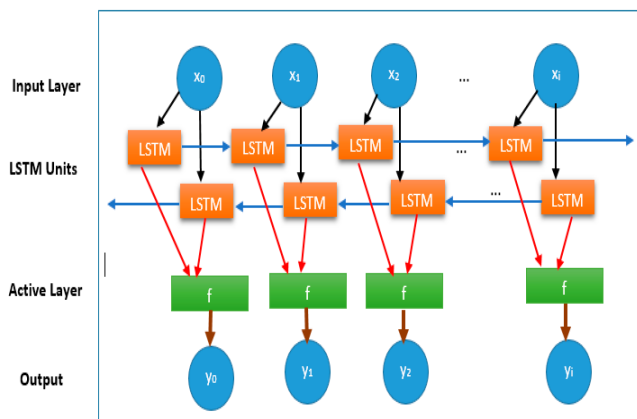 Input Layer
x0 x1 x2 ... xi
LSTM Units
LSTM LSTM LSTM ... LSTM
LSTM LSTM LSTM ... LSTM
Active Layer
f f f f
Output
y0 y1 y2 yi